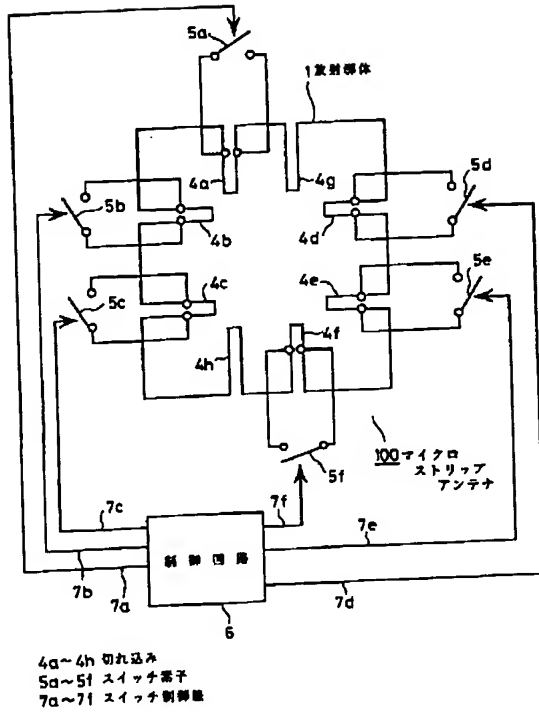 5a
1放射導体
4a
4g
5d
5b
4b
4d
5e
5c
4c
4e
4f
4h
100マイクロ
ストリップ
アンテナ
5f
7c
7f
7e
7b
制御回路
7a
7d
6
4a~4h 切れ込み
5a~5f スイッチ素子
7a~7f スイッチ制御